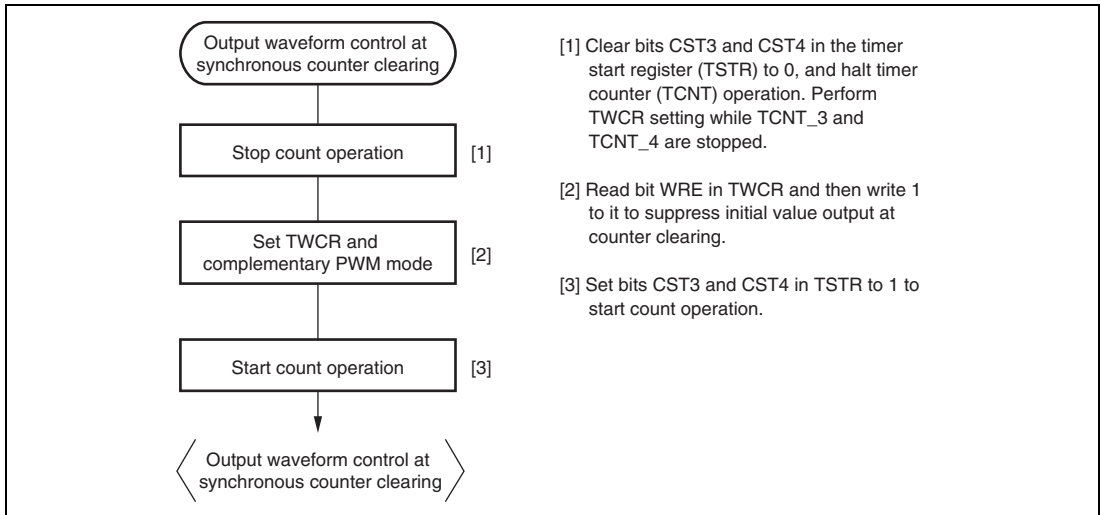 Output waveform control at
synchronous counter clearing
Stop count operation
[1]
Set TWCR and
complementary PWM mode
[2]
Start count operation
[3]
Output waveform control at
synchronous counter clearing
[1] Clear bits CST3 and CST4 in the timer
start register (TSTR) to 0, and halt timer
counter (TCNT) operation. Perform
TWCR setting while TCNT_3 and
TCNT_4 are stopped.
[2] Read bit WRE in TWCR and then write 1
to it to suppress initial value output at
counter clearing.
[3] Set bits CST3 and CST4 in TSTR to 1 to
start count operation.